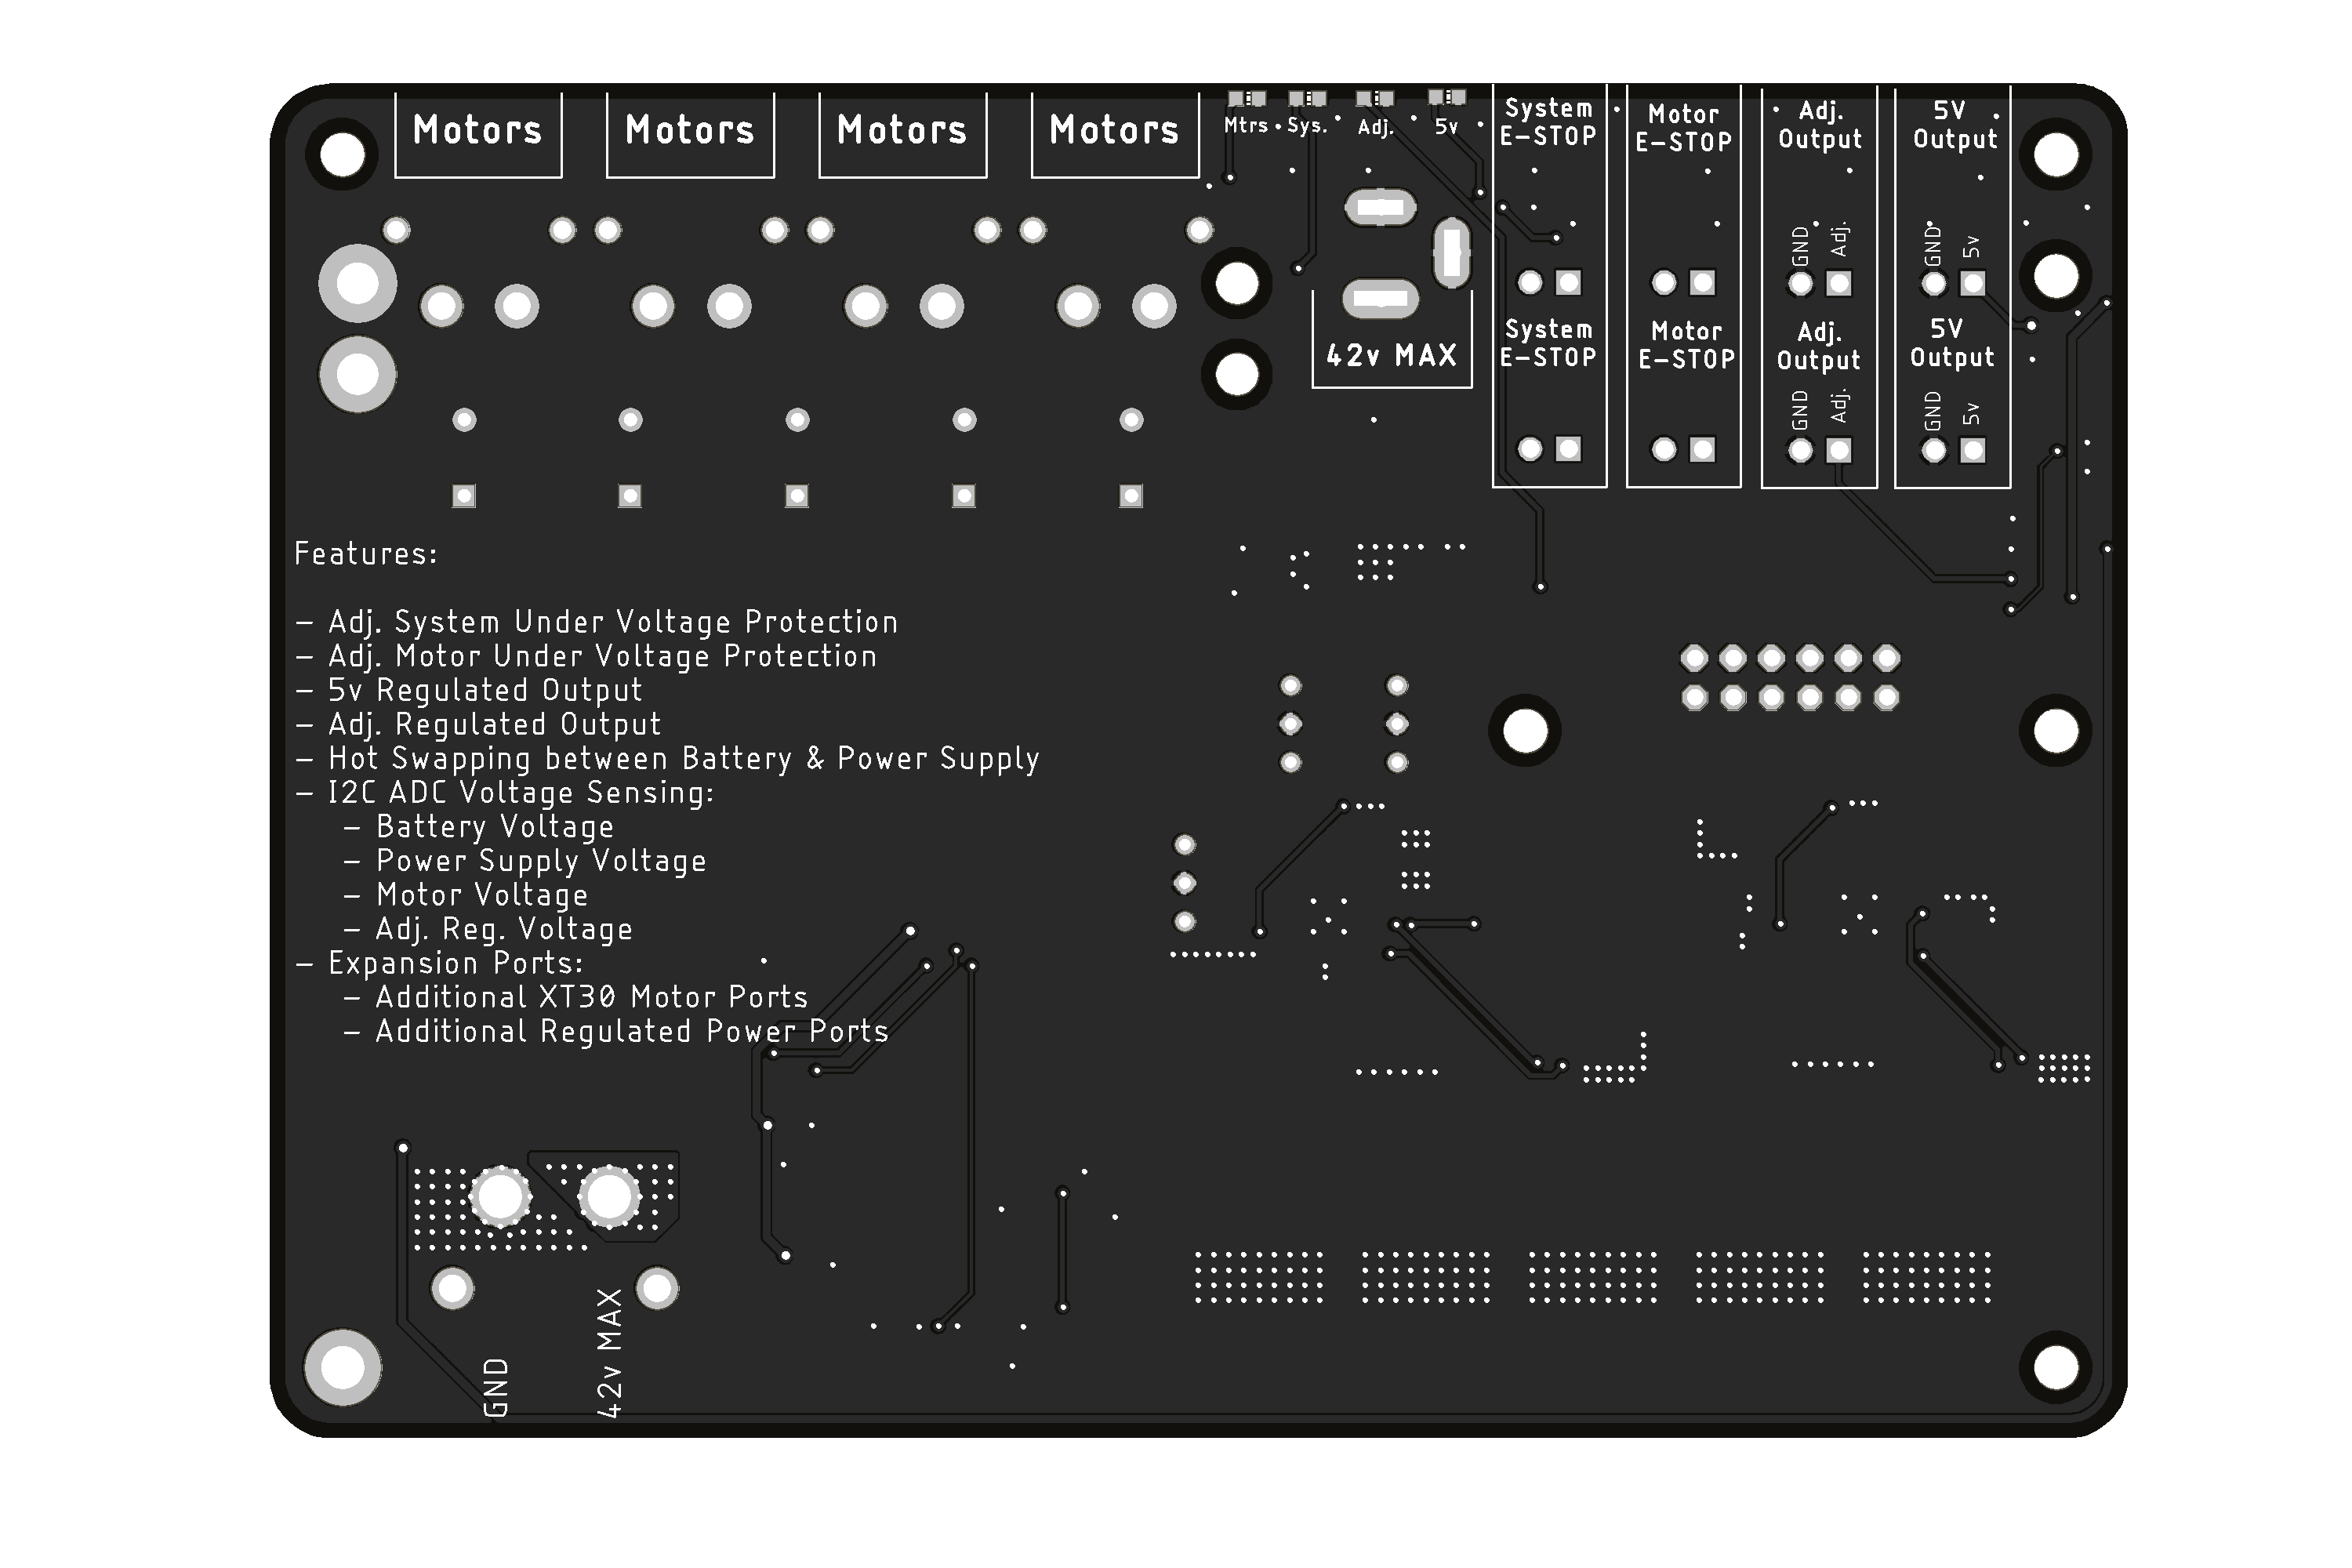 Motors Motors Motors Motors
Mtrs Sys. Adj. 5v
System
E-STOP
Motor
E-STOP
Adj.
Output
5V
Output
GND Adj.
GND 5v
42v MAX
System
E-STOP
Motor
E-STOP
Adj.
Output
5V
Output
GND Adj.
GND 5v
Features:
- Adj. System Under Voltage Protection
- Adj. Motor Under Voltage Protection
- 5v Regulated Output
- Adj. Regulated Output
- Hot Swapping between Battery & Power Supply
- I2C ADC Voltage Sensing:
- Battery Voltage
- Power Supply Voltage
- Motor Voltage
- Adj. Reg. Voltage
- Expansion Ports:
- Additional XT30 Motor Ports
- Additional Regulated Power Ports
GND
42v MAX